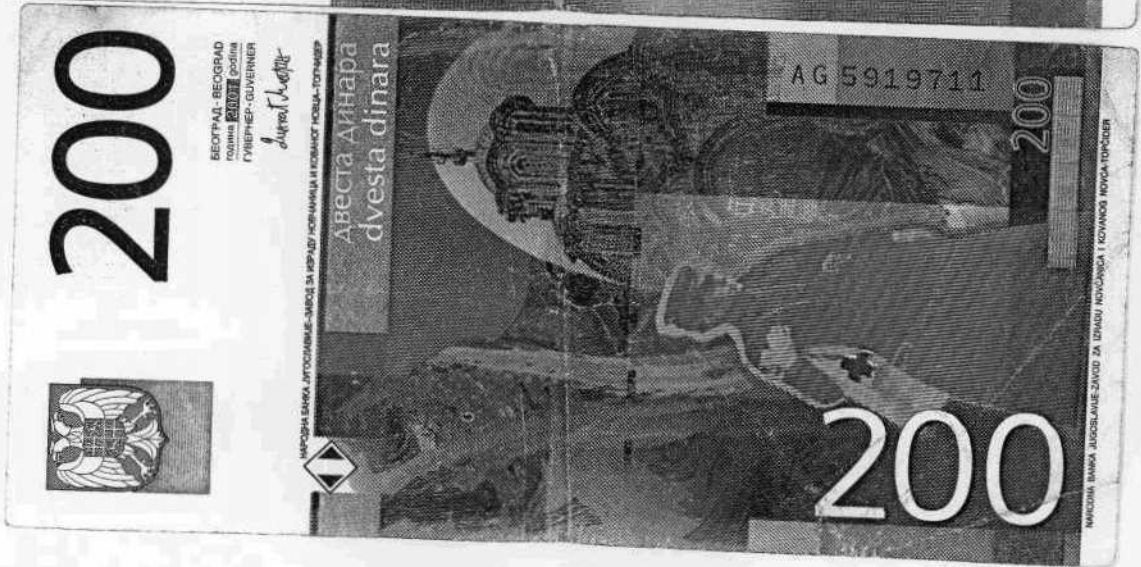 200
БЕОГРАД - BEOGRAD
година 2001 godina
ГУВЕРНЕР - GUVERNER
НАРОДНА БАНКА ЈУГОСЛАВИЈЕ-ЗАВОД ЗА ИЗРАДУ НОВЧАНИЦА И КОВАНОГ НОВЦА-ТОПЧИДЕР
двеста динара
dvesta dinara
AG 5919711
200
200
NARODNA BANKA JUGOSLAVIJE-ZAVOD ZA IZRADU NOVČANICA I KOVANOG NOVCA-TOPČIDER